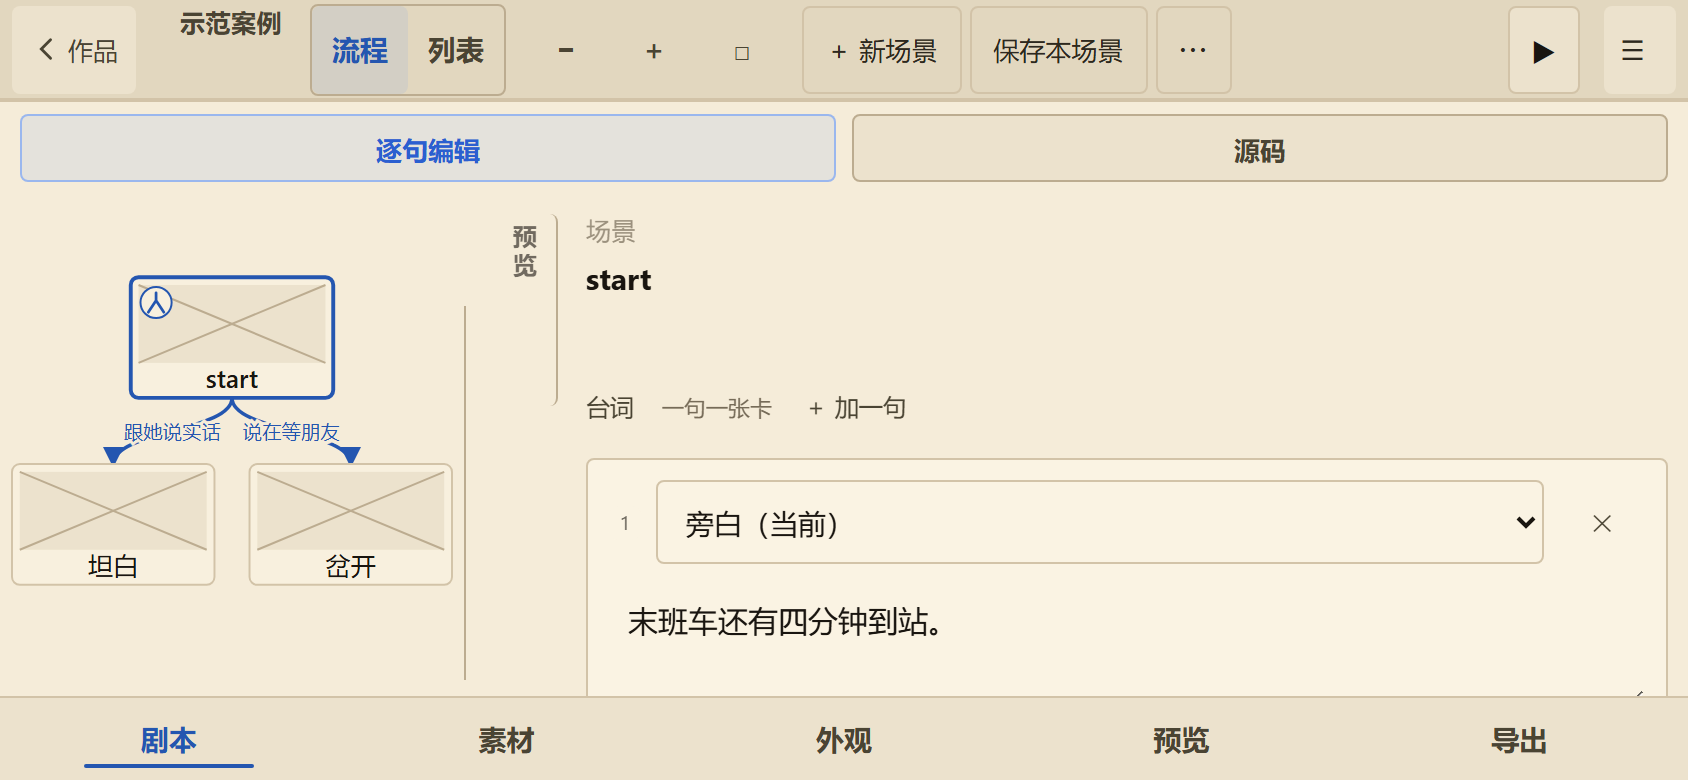 作品
示范案例
流程
列表
-
+
+ 新场景
保存本场景
...
逐句编辑
源码
start
跟她说实话
说在等朋友
坦白
岔开
预览
场景
start
台词 一句一张卡 + 加一句
1
旁白（当前）
末班车还有四分钟到站。
剧本
素材
外观
预览
导出